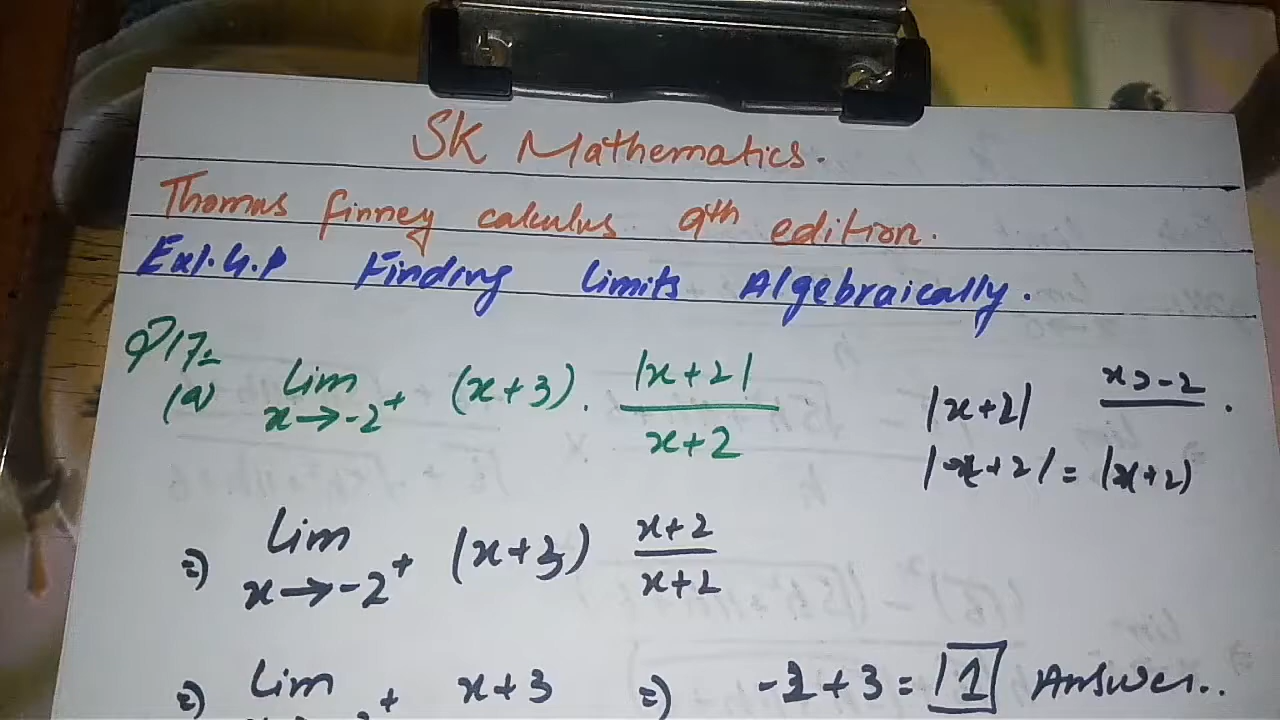 SK Mathematics.
Thomas finney calculus 9th edition.
Ex1.4.P Finding limits Algebraically.
Q17-
(a) lim x→-2⁺ (x+3). |x+2| / x+2
|x+2| x>-2.
|x+2| = (x+2)
=) lim x→-2⁺ (x+3) x+2 / x+2
=) lim x→-2⁺ x+3 =) -2+3 = 1 Answer..